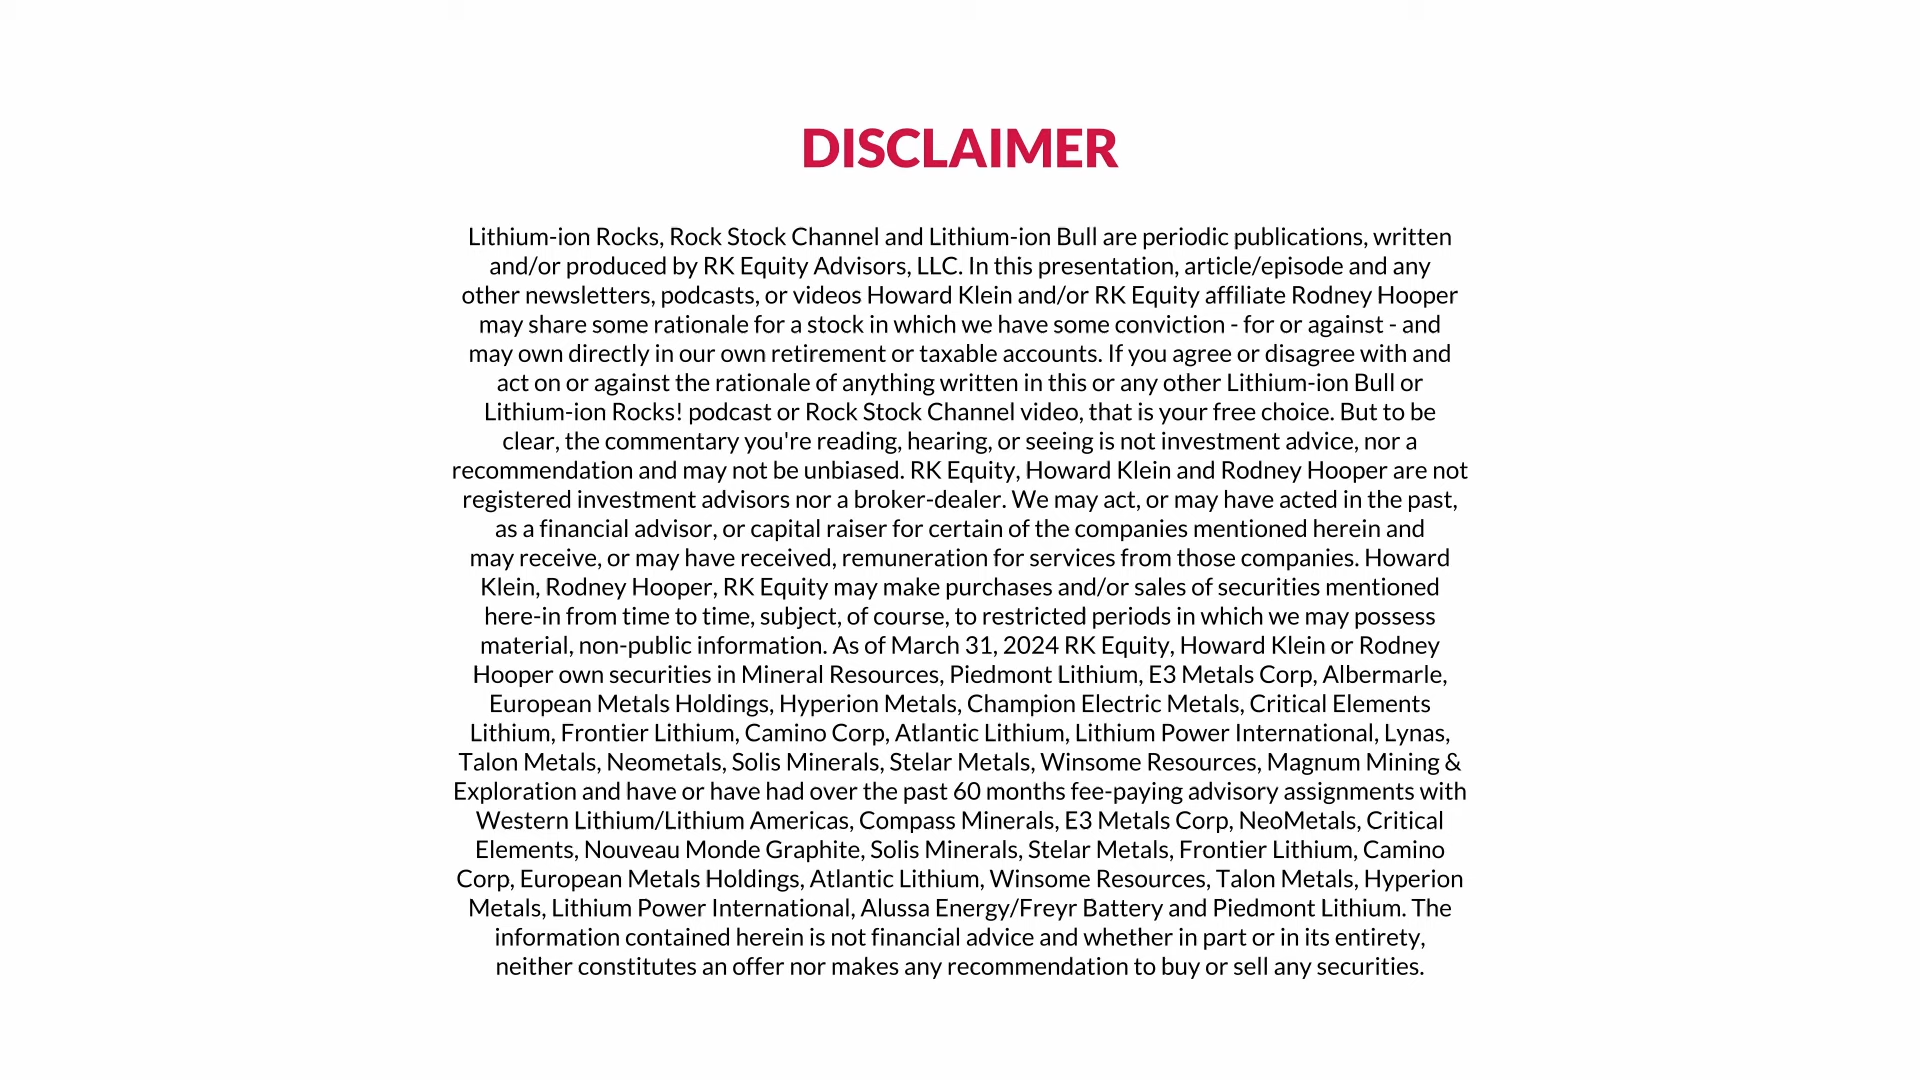 DISCLAIMER
Lithium-ion Rocks, Rock Stock Channel and Lithium-ion Bull are periodic publications, written
and/or produced by RK Equity Advisors, LLC. In this presentation, article/episode and any
other newsletters, podcasts, or videos Howard Klein and/or RK Equity affiliate Rodney Hooper
may share some rationale for a stock in which we have some conviction - for or against - and
may own directly in our own retirement or taxable accounts. If you agree or disagree with and
act on or against the rationale of anything written in this or any other Lithium-ion Bull or
Lithium-ion Rocks! podcast or Rock Stock Channel video, that is your free choice. But to be
clear, the commentary you're reading, hearing, or seeing is not investment advice, nor a
recommendation and may not be unbiased. RK Equity, Howard Klein and Rodney Hooper are not
registered investment advisors nor a broker-dealer. We may act, or may have acted in the past,
as a financial advisor, or capital raiser for certain of the companies mentioned herein and
may receive, or may have received, remuneration for services from those companies. Howard
Klein, Rodney Hooper, RK Equity may make purchases and/or sales of securities mentioned
here-in from time to time, subject, of course, to restricted periods in which we may possess
material, non-public information. As of March 31, 2024 RK Equity, Howard Klein or Rodney
Hooper own securities in Mineral Resources, Piedmont Lithium, E3 Metals Corp, Albermarle,
European Metals Holdings, Hyperion Metals, Champion Electric Metals, Critical Elements
Lithium, Frontier Lithium, Camino Corp, Atlantic Lithium, Lithium Power International, Lynas,
Talon Metals, Neometals, Solis Minerals, Stelar Metals, Winsome Resources, Magnum Mining &
Exploration and have or have had over the past 60 months fee-paying advisory assignments with
Western Lithium/Lithium Americas, Compass Minerals, E3 Metals Corp, NeoMetals, Critical
Elements, Nouveau Monde Graphite, Solis Minerals, Stelar Metals, Frontier Lithium, Camino
Corp, European Metals Holdings, Atlantic Lithium, Winsome Resources, Talon Metals, Hyperion
Metals, Lithium Power International, Alussa Energy/Freyr Battery and Piedmont Lithium. The
information contained herein is not financial advice and whether in part or in its entirety,
neither constitutes an offer nor makes any recommendation to buy or sell any securities.